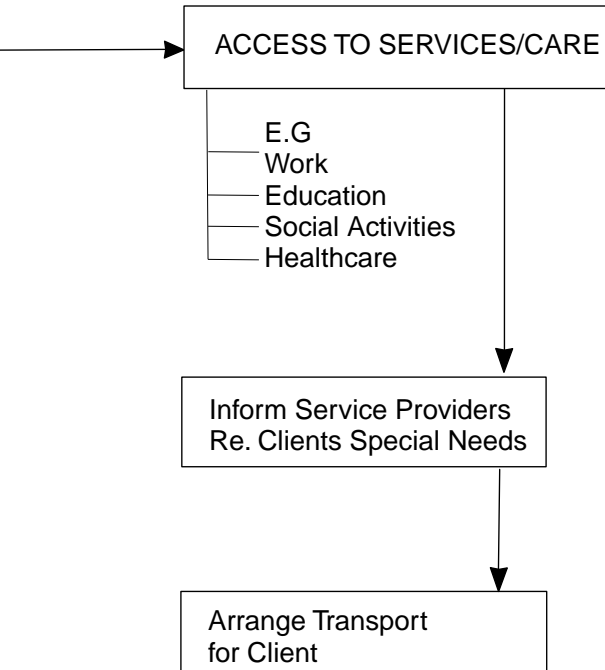 ACCESS TO SERVICES/CARE
E.G
Work
Education
Social Activities
Healthcare
Inform Service Providers
Re. Clients Special Needs
Arrange Transport
for Client